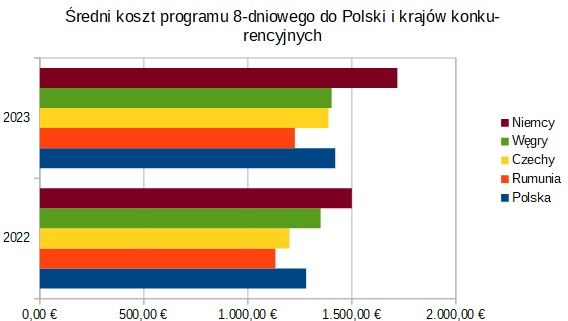 Średni koszt programu 8-dniowego do Polski i krajów konku-
rencyjnych
2023
2022
Niemcy
Węgry
Czechy
Rumunia
Polska
0,00 € 500,00 € 1.000,00 € 1.500,00 € 2.000,00 €